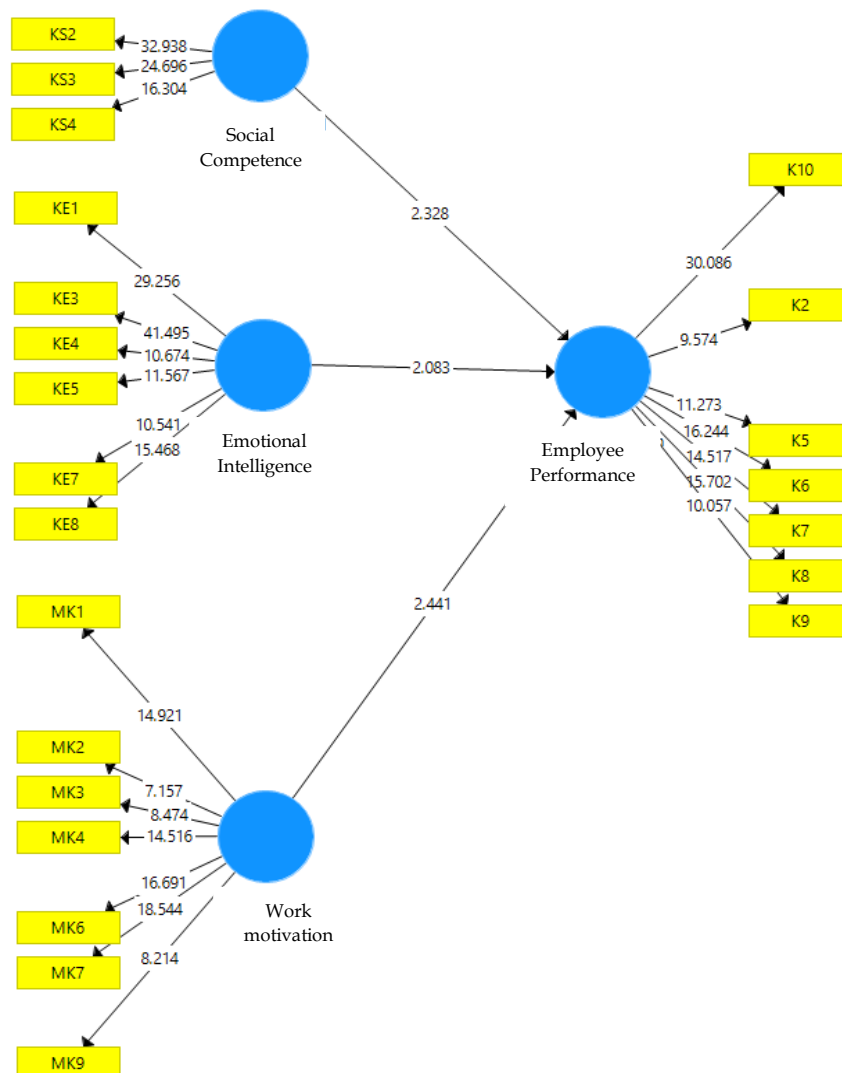 KS2
32.938
KS3
24.696
KS4
16.304
Social
Competence
K10
KE1
2.328
30.086
29.256
KE3
K2
41.495
9.574
KE4
10.674
2.083
KE5
11.567
11.273
10.541
16.244
K5
15.468
Emotional
Intelligence
Employee
Performance
14.517
K6
KE7
15.702
10.057
K7
KE8
K8
MK1
2.441
K9
14.921
MK2
7.157
MK3
8.474
MK4
14.516
16.691
18.544
MK6
Work
motivation
MK7
8.214
MK9